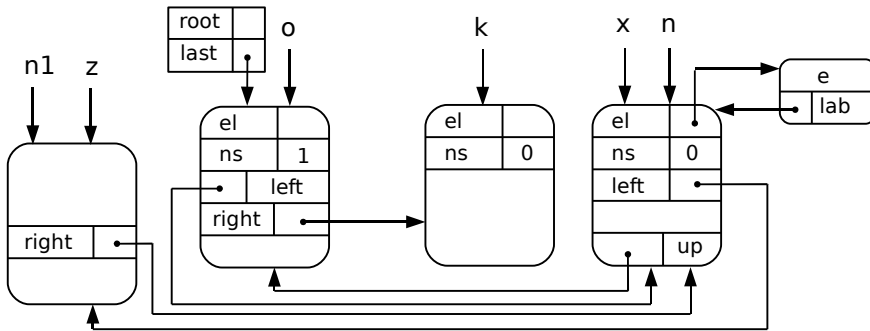 root
last
o
k
x n
n1 z
e
lab
el
ns 1
left
right
el
ns 0
el
ns 0
left
up
right